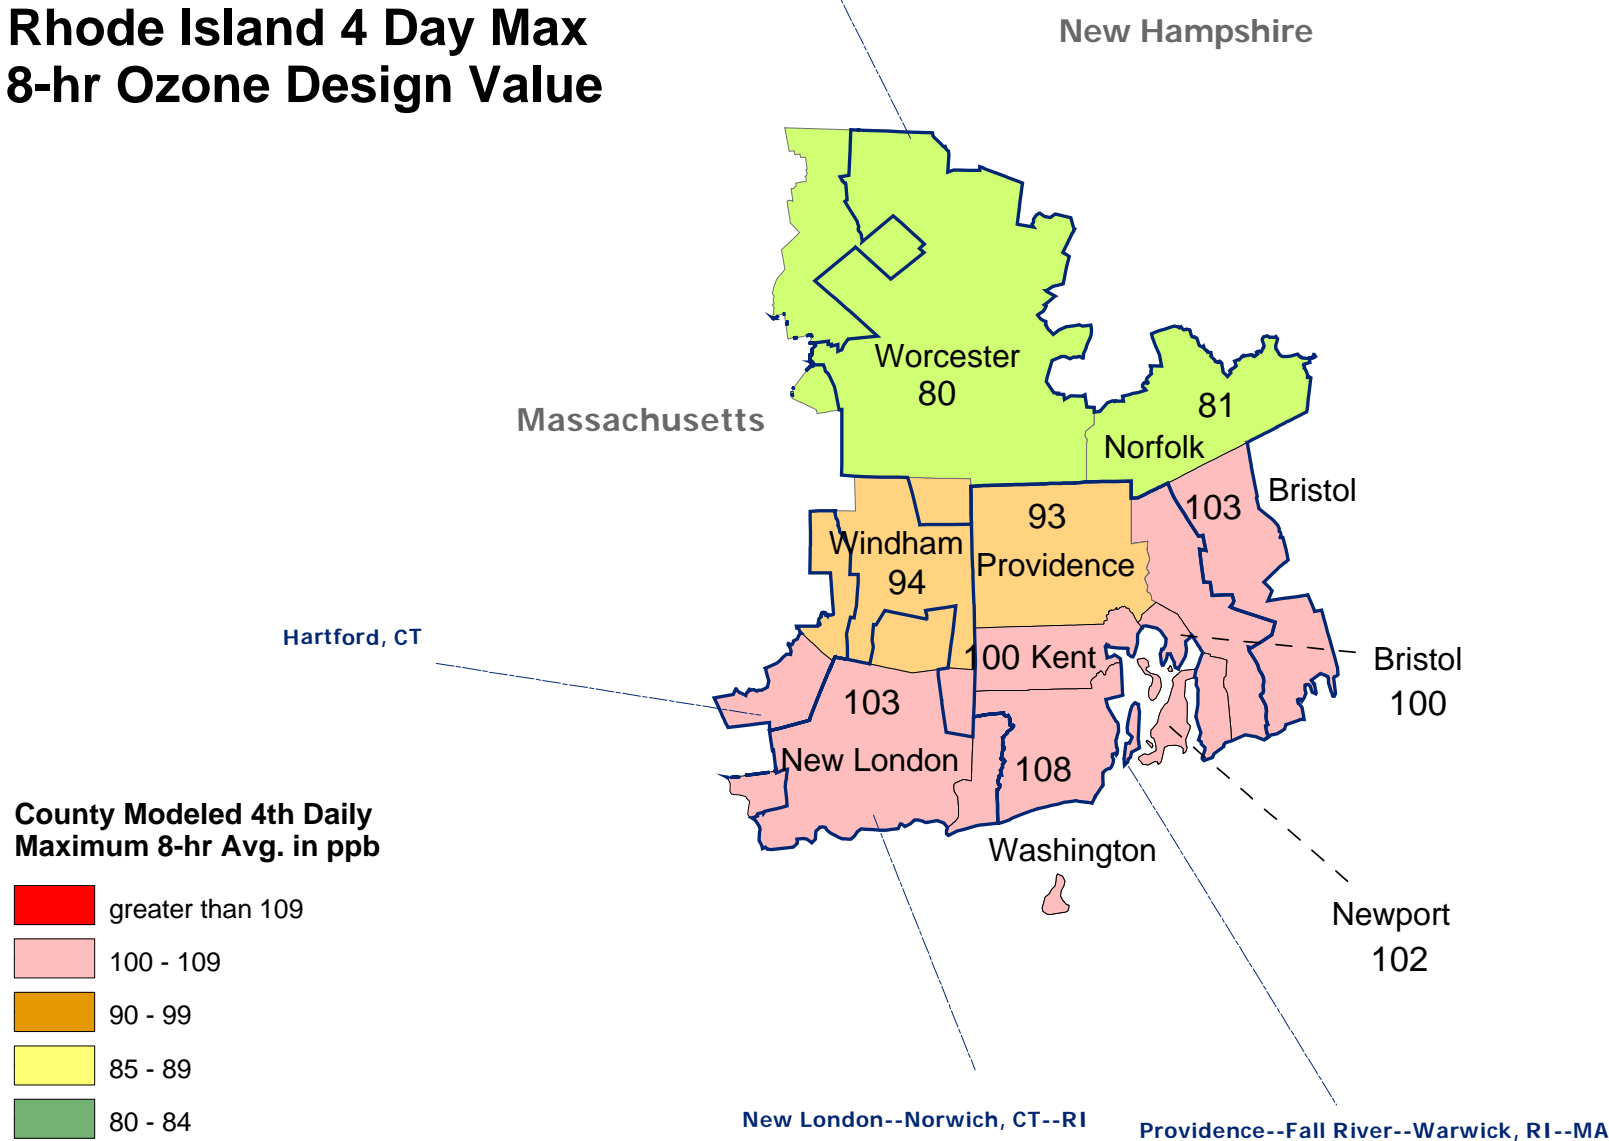 Rhode Island 4 Day Max
8-hr Ozone Design Value
New Hampshire
Worcester
80
Massachusetts
81
Norfolk
103
Bristol
93
Providence
Windham
94
Hartford, CT
100 Kent
Bristol
100
103
New London
108
Washington
Newport
102
County Modeled 4th Daily
Maximum 8-hr Avg. in ppb
greater than 109
100 - 109
90 - 99
85 - 89
80 - 84
New London--Norwich, CT--RI
Providence--Fall River--Warwick, RI--MA